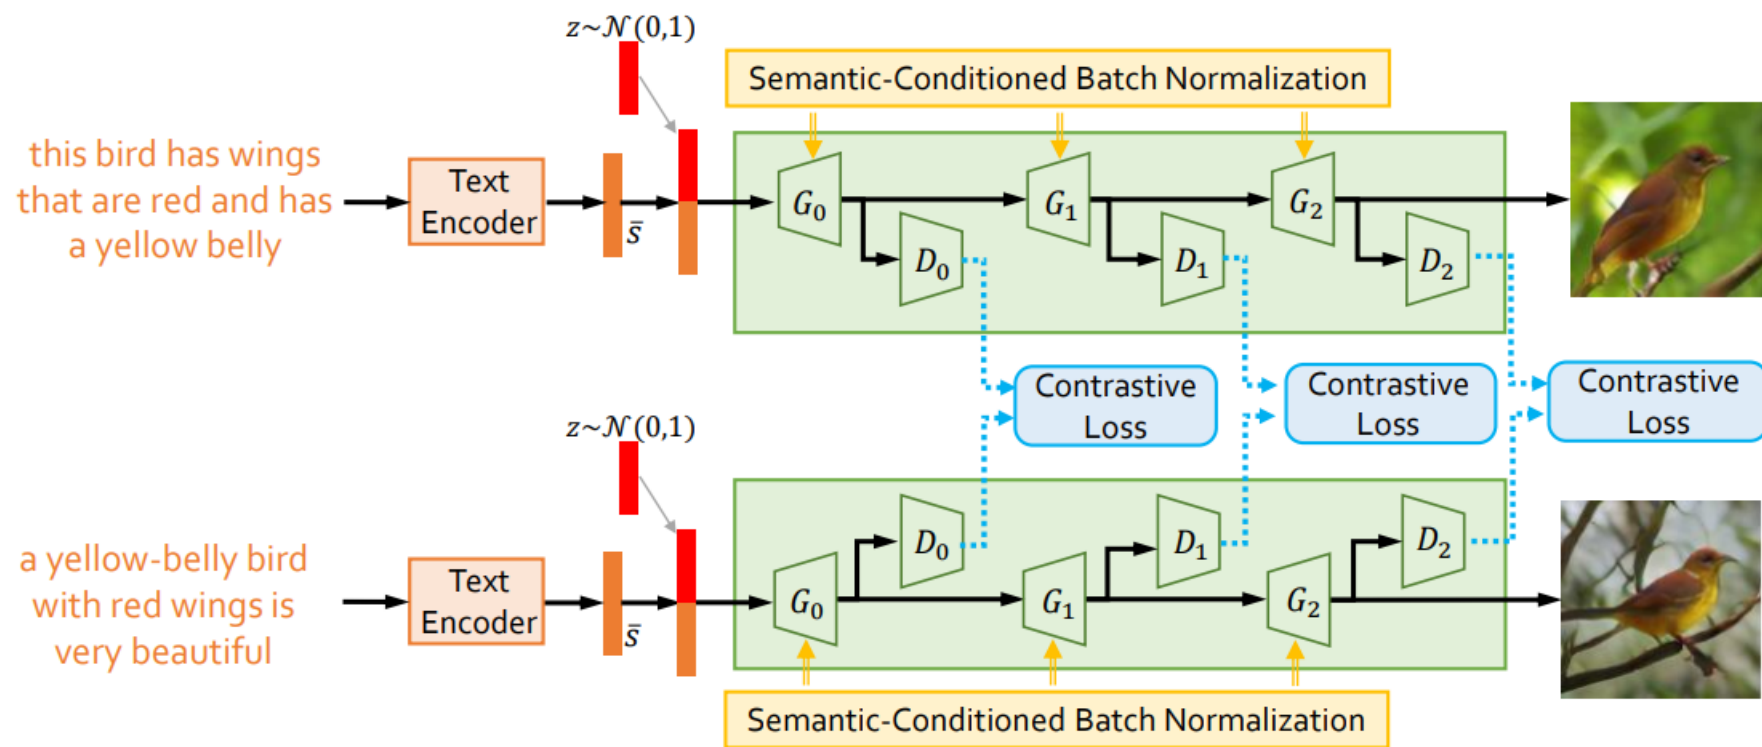 z~𝒩(0,1)
Semantic-Conditioned Batch Normalization
this bird has wings
that are red and has
a yellow belly
Text
Encoder
s̄
G₀
G₁
G₂
D₀
D₁
D₂
Contrastive
Loss
Contrastive
Loss
Contrastive
Loss
z~𝒩(0,1)
a yellow-belly bird
with red wings is
very beautiful
Text
Encoder
s̄
D₀
D₁
D₂
G₀
G₁
G₂
Semantic-Conditioned Batch Normalization